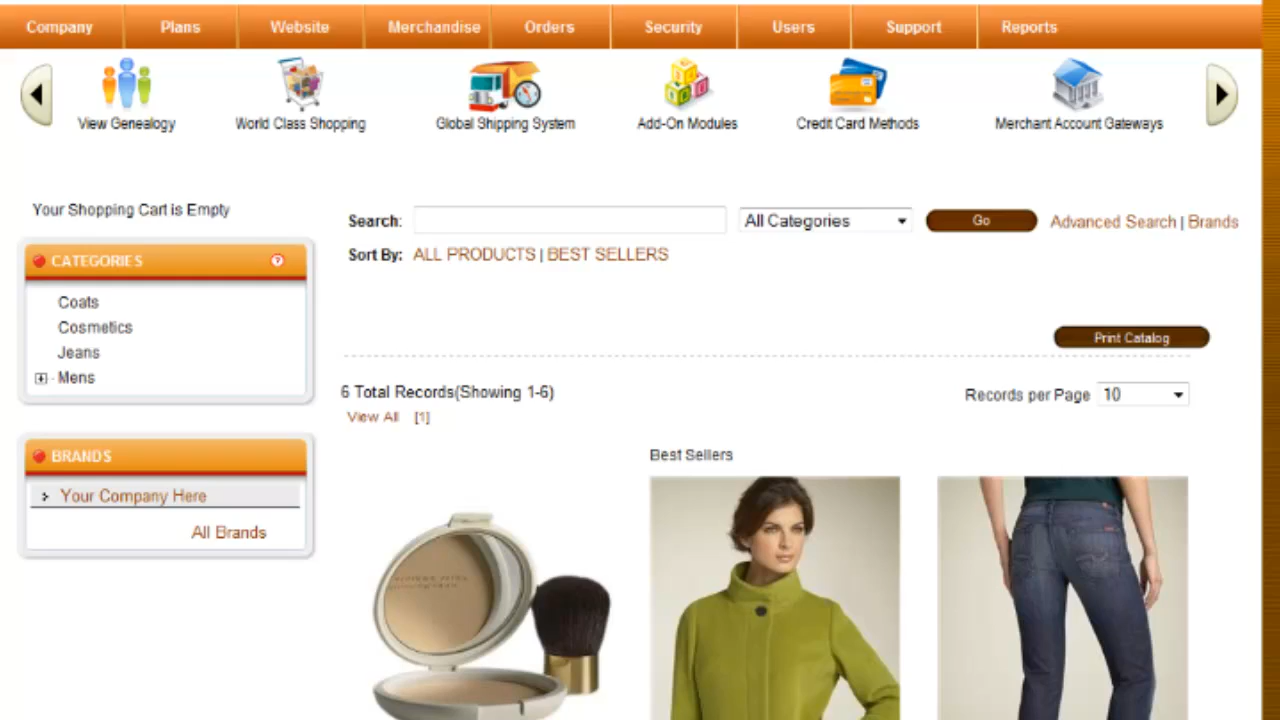 Company Plans Website Merchandise Orders Security Users Support Reports
View Genealogy World Class Shopping Global Shipping System Add-On Modules Credit Card Methods Merchant Account Gateways
Your Shopping Cart is Empty
Search: All Categories Go Advanced Search | Brands
Sort By: ALL PRODUCTS | BEST SELLERS
CATEGORIES ?
Coats
Cosmetics
Jeans
Mens
Print Catalog
6 Total Records(Showing 1-6) Records per Page 10
View All [1]
BRANDS
Your Company Here
All Brands
Best Sellers